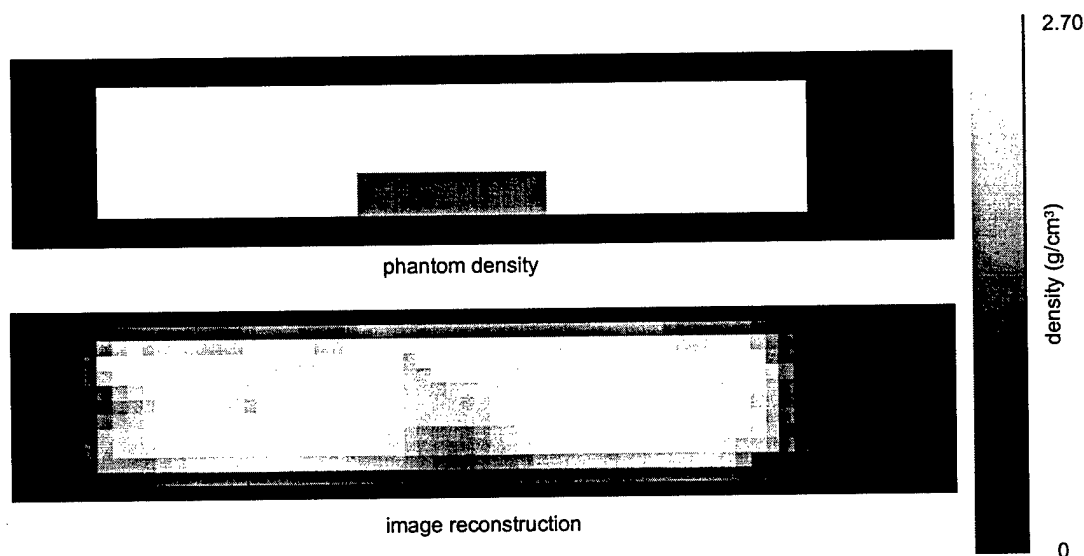 2.70
phantom density
density (g/cm³)
image reconstruction
0